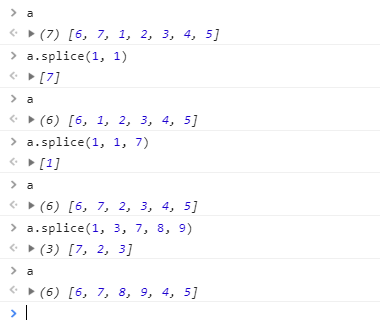 a
(7) [6, 7, 1, 2, 3, 4, 5]
a.splice(1, 1)
[7]
a
(6) [6, 1, 2, 3, 4, 5]
a.splice(1, 1, 7)
[1]
a
(6) [6, 7, 2, 3, 4, 5]
a.splice(1, 3, 7, 8, 9)
(3) [7, 2, 3]
a
(6) [6, 7, 8, 9, 4, 5]